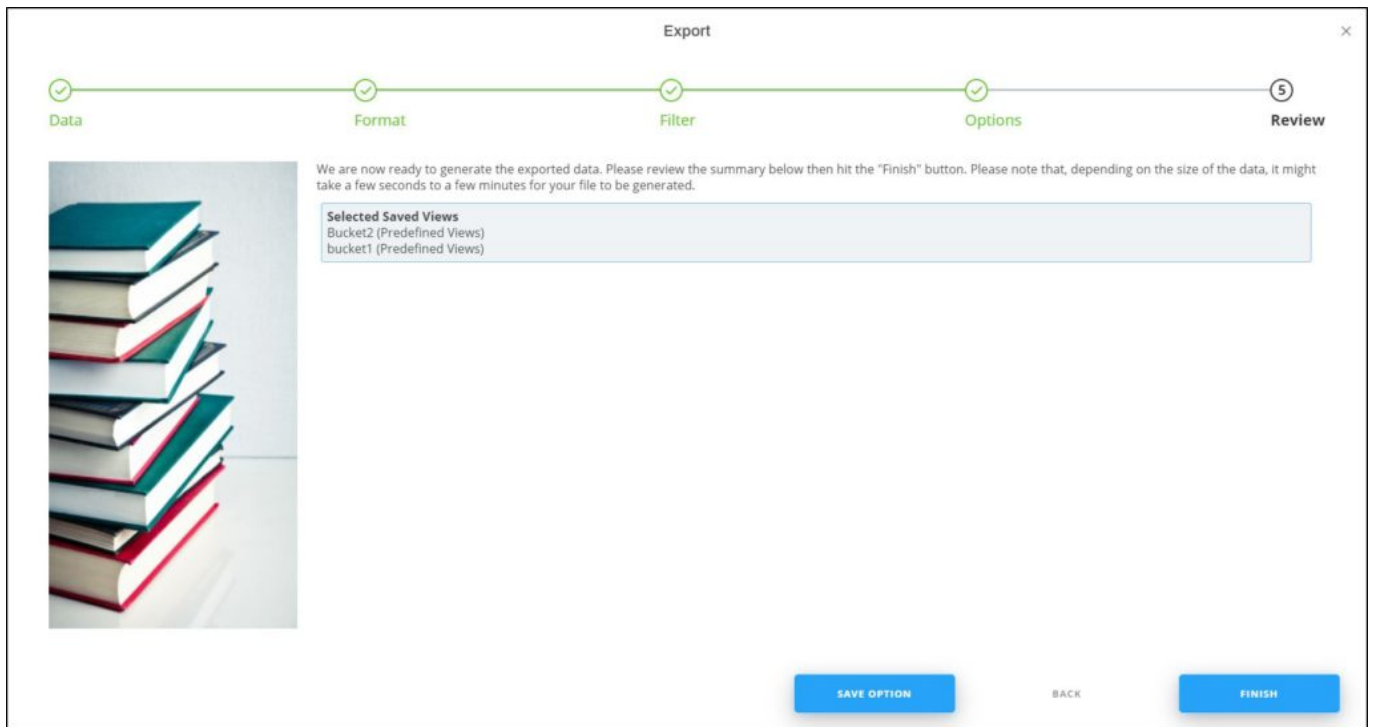 Export
Data
Format
Filter
Options
5
Review
We are now ready to generate the exported data. Please review the summary below then hit the "Finish" button. Please note that, depending on the size of the data, it might
take a few seconds to a few minutes for your file to be generated.
Selected Saved Views
Bucket2 (Predefined Views)
bucket1 (Predefined Views)
SAVE OPTION
BACK
FINISH